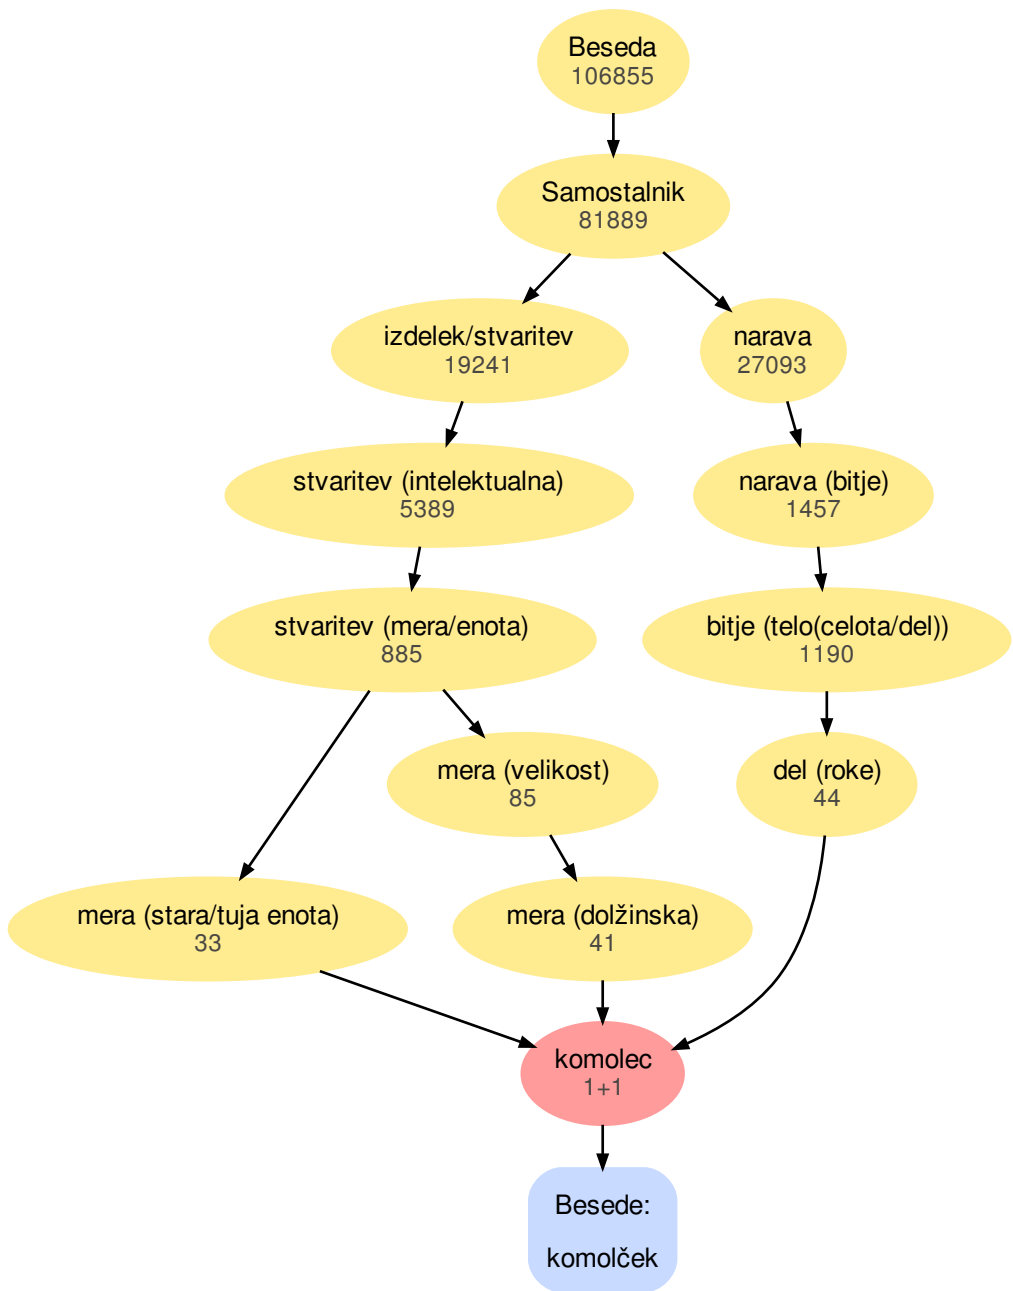 Beseda
106855
Samostalnik
81889
izdelek/stvaritev
19241
narava
27093
stvaritev (intelektualna)
5389
narava (bitje)
1457
stvaritev (mera/enota)
885
bitje (telo(celota/del))
1190
mera (velikost)
85
del (roke)
44
mera (stara/tuja enota)
33
mera (dolžinska)
41
komolec
1+1
Besede:
komolček